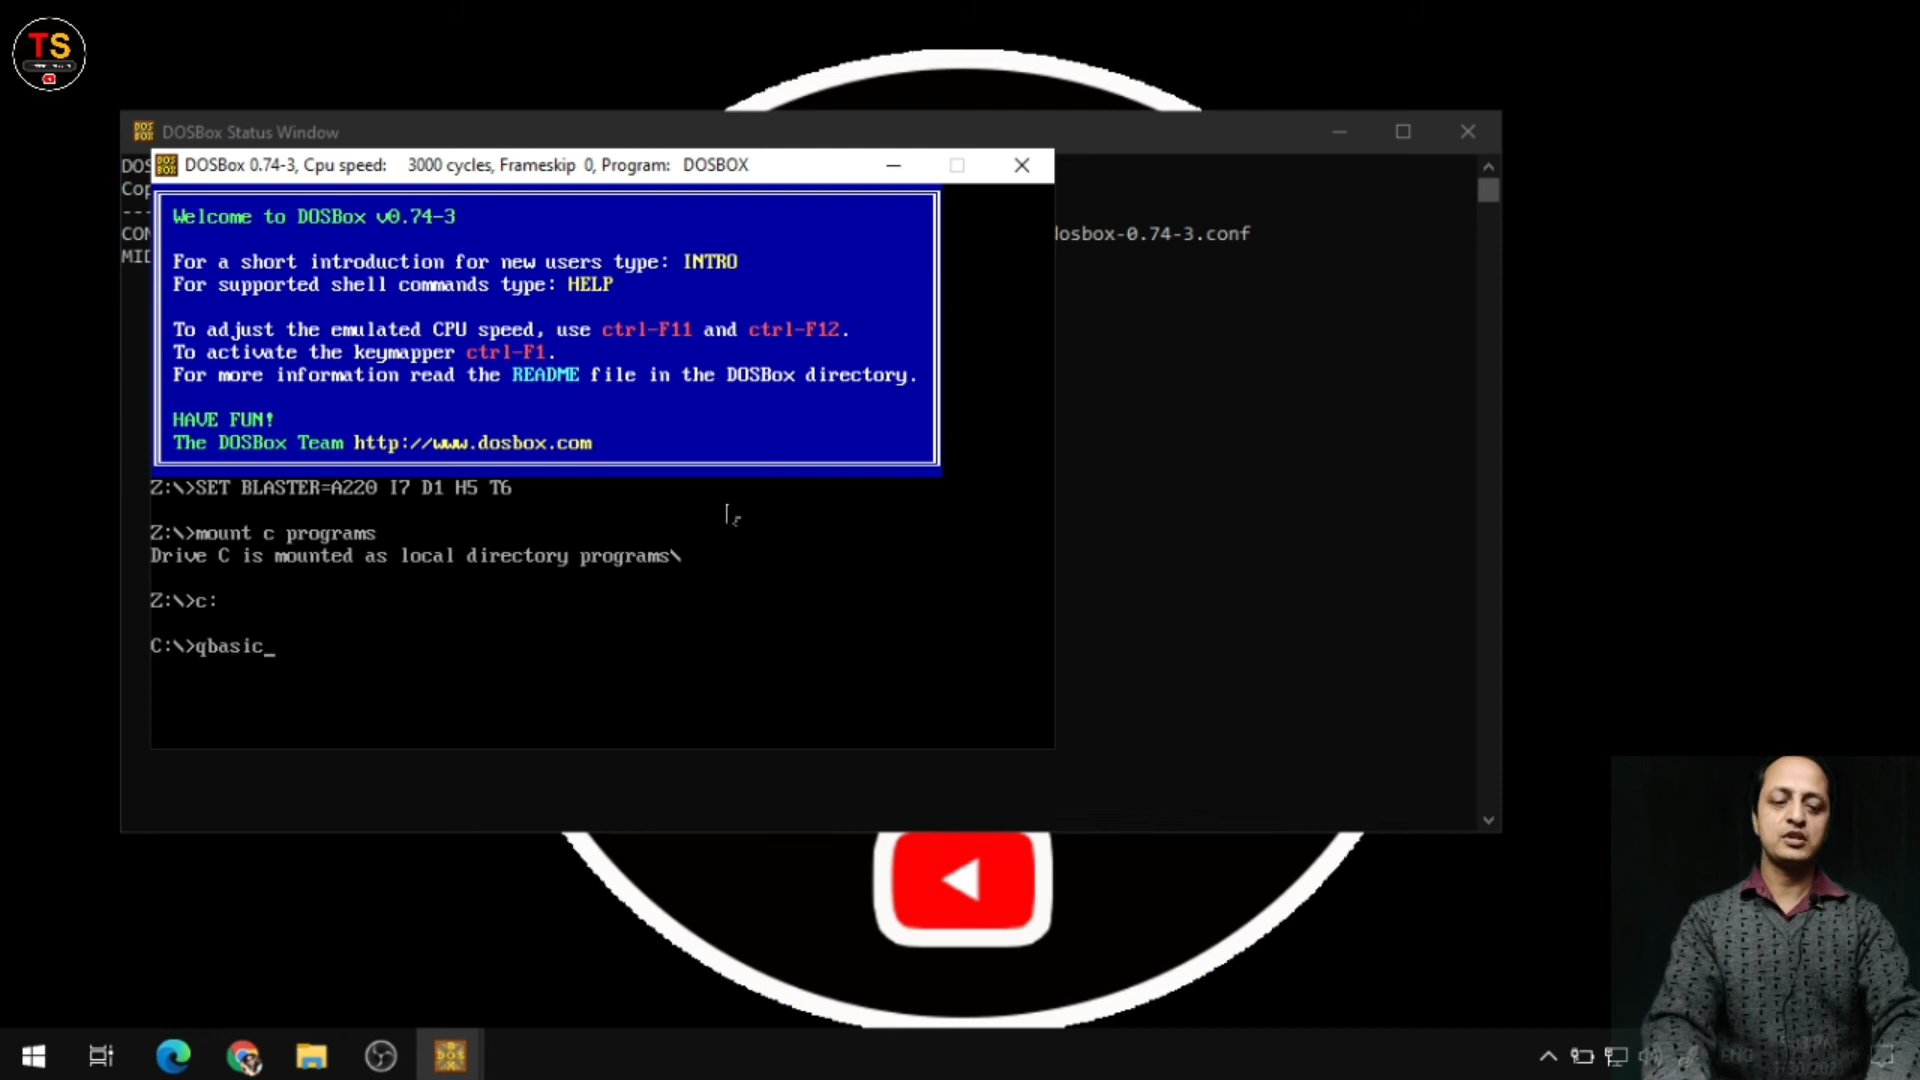 TS
DOSBox Status Window
DOSBox 0.74-3, Cpu speed: 3000 cycles, Frameskip 0, Program: DOSBOX
DOS
Cop
---
CON
losbox-0.74-3.conf
MID
Welcome to DOSBox v0.74-3
For a short introduction for new users type: INTRO
For supported shell commands type: HELP
To adjust the emulated CPU speed, use ctrl-F11 and ctrl-F12.
To activate the keymapper ctrl-F1.
For more information read the README file in the DOSBox directory.
HAVE FUN!
The DOSBox Team http://www.dosbox.com
Z:\>SET BLASTER=A220 I7 D1 H5 T6
Z:\>mount c programs
Drive C is mounted as local directory programs\
Z:\>c:
C:\>qbasic_
ENG